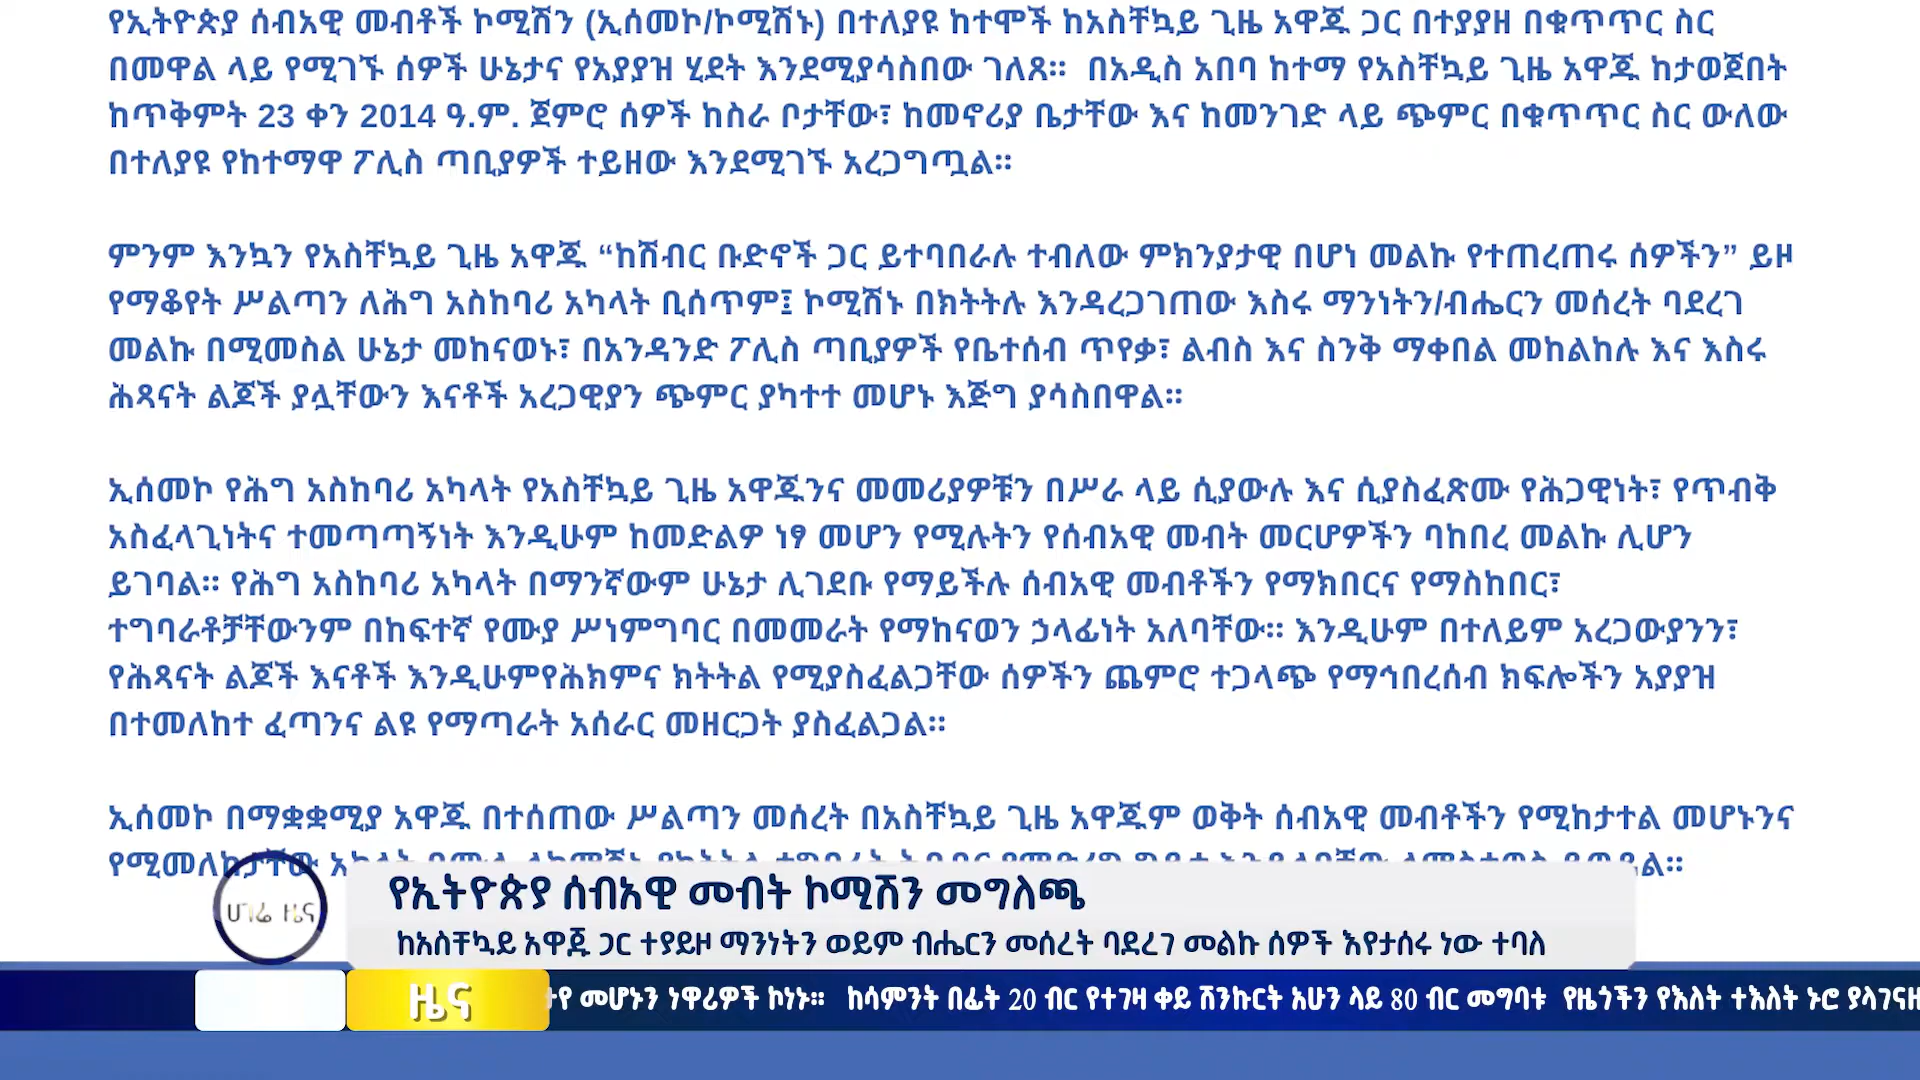 የኢትዮጵያ ሰብአዊ መብቶች ኮሚሽን (ኢሰመኮ/ኮሚሽኑ) በተለያዩ ከተሞች ከአስቸኳይ ጊዜ አዋጁ ጋር በተያያዘ በቁጥጥር ስር
በመዋል ላይ የሚገኙ ሰዎች ሁኔታና የአያያዝ ሂደት እንደሚያሳስበው ገለጸ። በአዲስ አበባ ከተማ የአስቸኳይ ጊዜ አዋጁ ከታወጀበት
ከጥቅምት 23 ቀን 2014 ዓ.ም. ጀምሮ ሰዎች ከስራ ቦታቸው፣ ከመኖሪያ ቤታቸው እና ከመንገድ ላይ ጭምር በቁጥጥር ስር ውለው
በተለያዩ የከተማዋ ፖሊስ ጣቢያዎች ተይዘው እንደሚገኙ አረጋግጧል።
ምንም እንኳን የአስቸኳይ ጊዜ አዋጁ “ከሽብር ቡድኖች ጋር ይተባበራሉ ተብለው ምክንያታዊ በሆነ መልኩ የተጠረጠሩ ሰዎችን” ይዞ
የማቆየት ሥልጣን ለሕግ አስከባሪ አካላት ቢሰጥም፤ ኮሚሽኑ በክትትሉ እንዳረጋገጠው እስሩ ማንነትን/ብሔርን መሰረት ባደረገ
መልኩ በሚመስል ሁኔታ መከናወኑ፣ በአንዳንድ ፖሊስ ጣቢያዎች የቤተሰብ ጥየቃ፣ ልብስ እና ስንቅ ማቀበል መከልከሉ እና እስሩ
ሕጻናት ልጆች ያሏቸውን እናቶች አረጋዊያን ጭምር ያካተተ መሆኑ እጅግ ያሳስበዋል።
ኢሰመኮ የሕግ አስከባሪ አካላት የአስቸኳይ ጊዜ አዋጁንና መመሪያዎቹን በሥራ ላይ ሲያውሉ እና ሲያስፈጽሙ የሕጋዊነት፣ የጥብቅ
አስፈላጊነትና ተመጣጣኝነት እንዲሁም ከመድልዎ ነፃ መሆን የሚሉትን የሰብአዊ መብት መርሆዎችን ባከበረ መልኩ ሊሆን
ይገባል። የሕግ አስከባሪ አካላት በማንኛውም ሁኔታ ሊገደቡ የማይችሉ ሰብአዊ መብቶችን የማክበርና የማስከበር፣
ተግባራቶቻቸውንም በከፍተኛ የሙያ ሥነምግባር በመመራት የማከናወን ኃላፊነት አለባቸው። እንዲሁም በተለይም አረጋውያንን፣
የሕጻናት ልጆች እናቶች እንዲሁምየሕክምና ክትትል የሚያስፈልጋቸው ሰዎችን ጨምሮ ተጋላጭ የማኅበረሰብ ክፍሎችን አያያዝ
በተመለከተ ፈጣንና ልዩ የማጣራት አሰራር መዘርጋት ያስፈልጋል።
ኢሰመኮ በማቋቋሚያ አዋጁ በተሰጠው ሥልጣን መሰረት በአስቸኳይ ጊዜ አዋጁም ወቅት ሰብአዊ መብቶችን የሚከታተል መሆኑንና
የሚመለከታቸው
የኢትዮጵያ ሰብአዊ መብት ኮሚሽን መግለጫ
ሀገሬ ዜና
ከአስቸኳይ አዋጁ ጋር ተያይዞ ማንነትን ወይም ብሔርን መሰረት ባደረገ መልኩ ሰዎች እየታሰሩ ነው ተባለ
ዜና
መሆኑን ነዋሪዎች ኮነኑ። ከሳምንት በፊት 20 ብር የተገዛ ቀይ ሽንኩርት አሁን ላይ 80 ብር መግባቱ የዜጎችን የእለት ተእለት ኑሮ